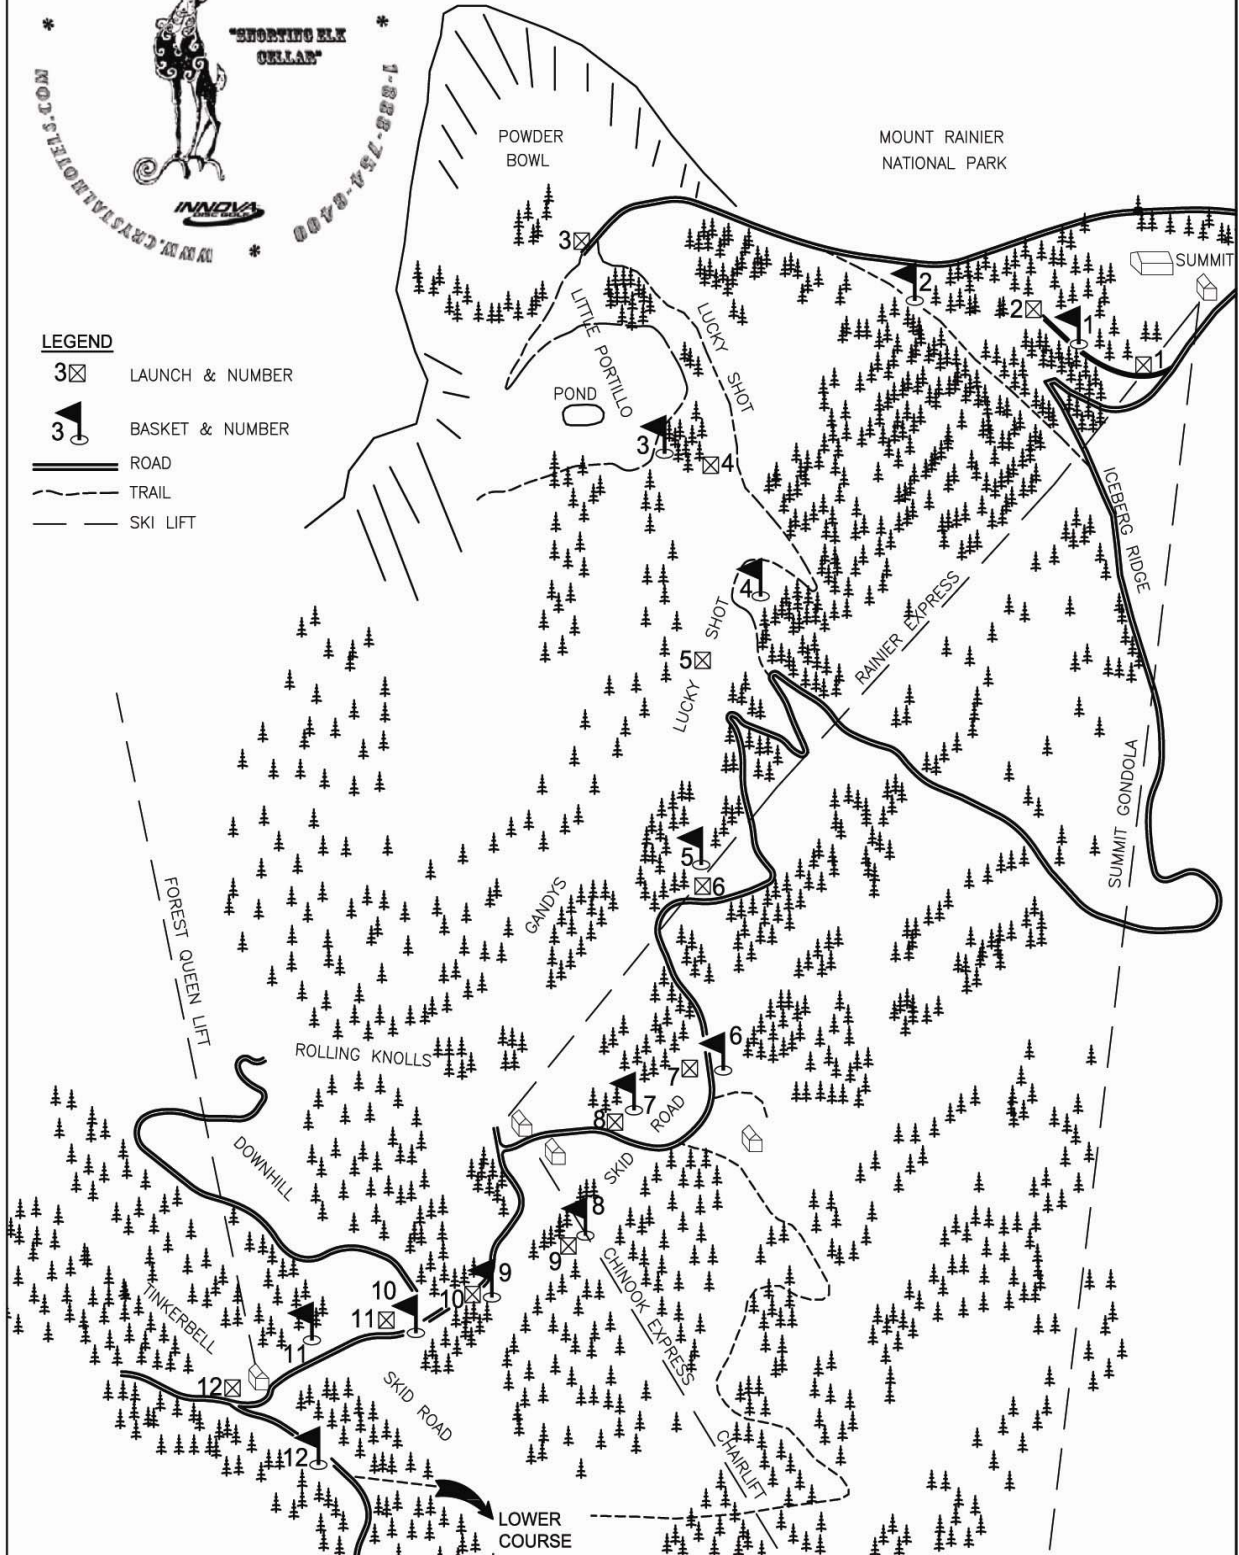 "SNORTING ELK
CELLAR"
1-888-754-6400
WWW.CRYSTALHOTELS.COM
INNOVA
DISC GOLF
POWDER
BOWL
MOUNT RAINIER
NATIONAL PARK
SUMMIT
3
2
2
1
1
LEGEND
3 LAUNCH & NUMBER
3 BASKET & NUMBER
ROAD
TRAIL
SKI LIFT
LITTLE PORTILLO
LUCKY SHOT
POND
3
4
ICEBERG RIDGE
4
RAINIER EXPRESS
LUCKY SHOT
5
SUMMIT GONDOLA
5
6
GANDYS
FOREST QUEEN LIFT
ROLLING KNOLLS
6
7
7
8
SKID ROAD
DOWNHILL
8
9
CHINOOK EXPRESS
CHAIRLIFT
9
10
10
11
11
TINKERBELL
12
SKID ROAD
12
LOWER
COURSE